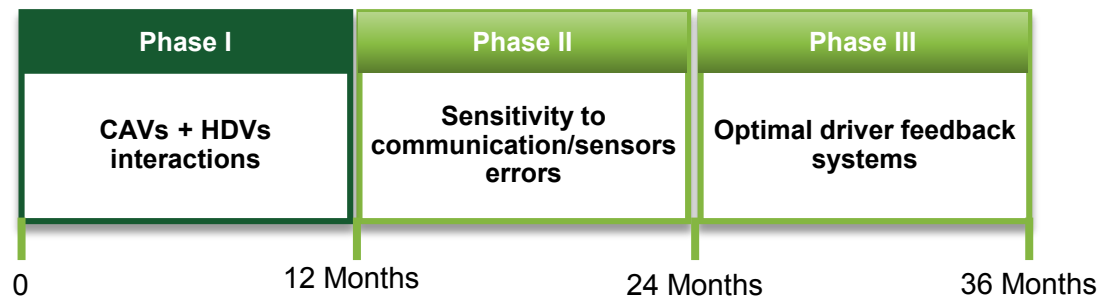 Phase I
Phase II
Phase III
CAVs + HDVs
interactions
Sensitivity to
communication/sensors
errors
Optimal driver feedback
systems
0
12 Months
24 Months
36 Months